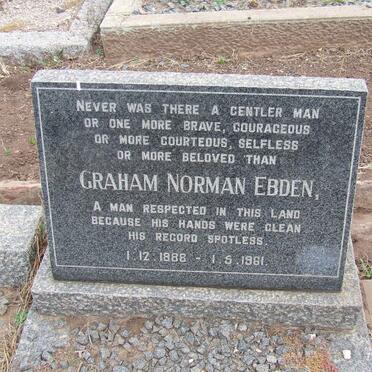 NEVER WAS THERE A GENTLER MAN
OR ONE MORE BRAVE, COURAGEOUS
OR MORE COURTEOUS, SELFLESS
OR MORE BELOVED THAN
GRAHAM NORMAN EBDEN,
A MAN RESPECTED IN THIS LAND
BECAUSE HIS HANDS WERE CLEAN
HIS RECORD SPOTLESS
1.12.1886 - 1.5.1961.